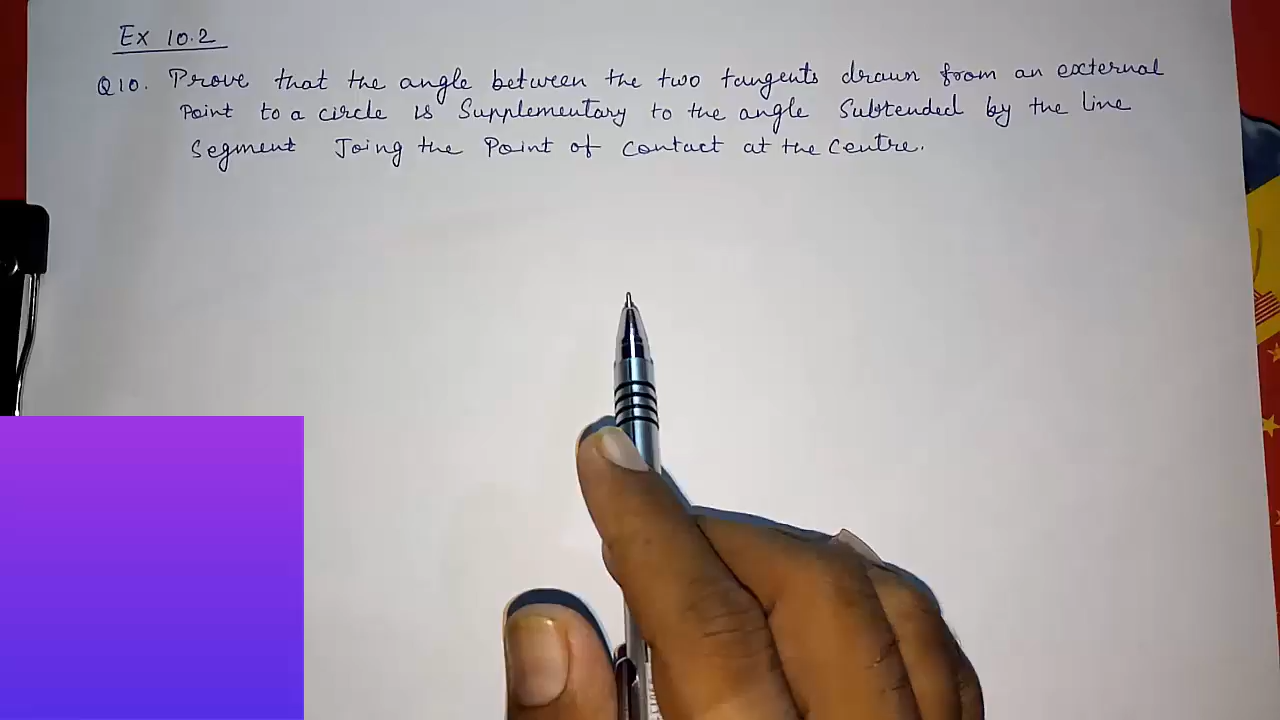 Ex 10.2
Q10. Prove that the angle between the two tangents drawn from an external
Point to a circle is Supplementary to the angle Subtended by the line
Segment Joing the Point of Contact at the Centre.